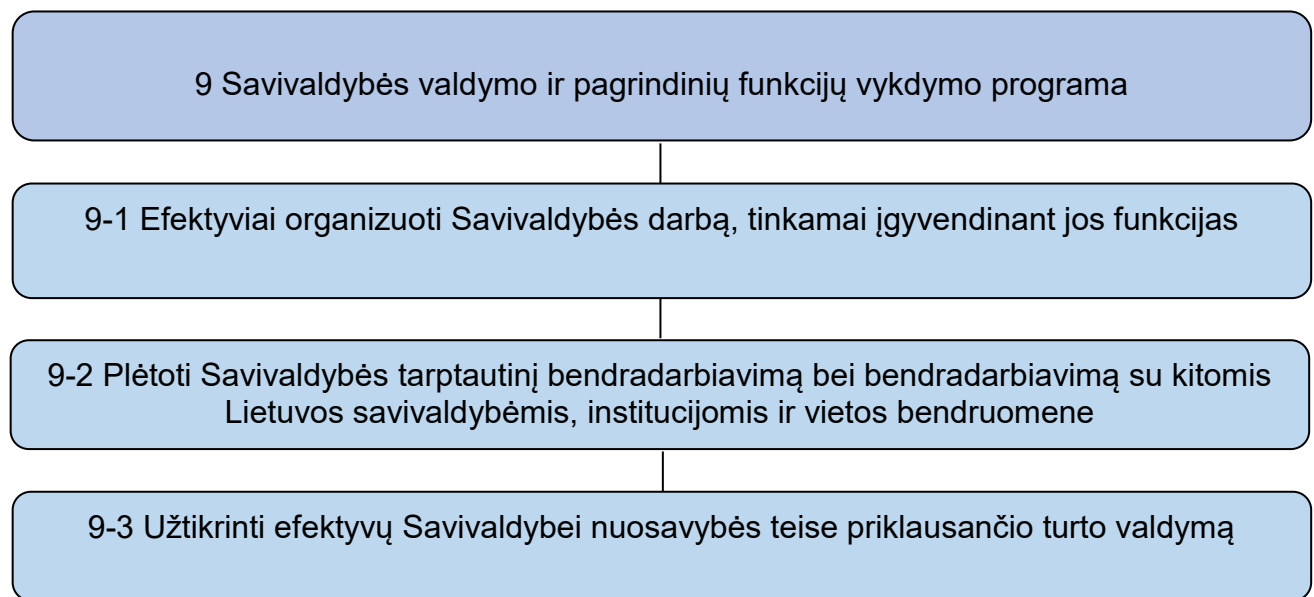 9 Savivaldybės valdymo ir pagrindinių funkcijų vykdymo programa
9-1 Efektyviai organizuoti Savivaldybės darbą, tinkamai įgyvendinant jos funkcijas
9-2 Plėtoti Savivaldybės tarptautinį bendradarbiavimą bei bendradarbiavimą su kitomis
Lietuvos savivaldybėmis, institucijomis ir vietos bendruomene
9-3 Užtikrinti efektyvų Savivaldybei nuosavybės teise priklausančio turto valdymą